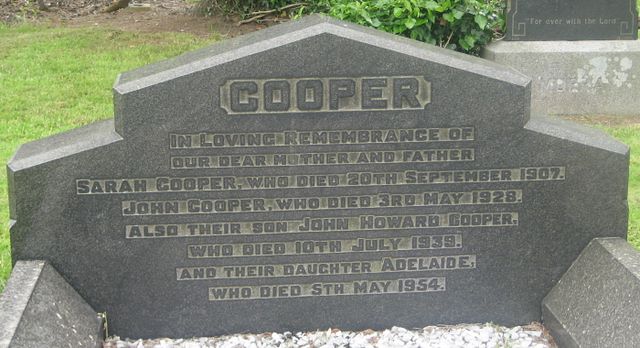 "For ever with the Lord"
COOPER
IN LOVING REMEMBRANCE OF
OUR DEAR MOTHER AND FATHER
SARAH COOPER, WHO DIED 20TH SEPTEMBER 1907.
JOHN COOPER, WHO DIED 3RD MAY 1928.
ALSO THEIR SON JOHN HOWARD COOPER,
WHO DIED 10TH JULY 1939.
AND THEIR DAUGHTER ADELAIDE,
WHO DIED 5TH MAY 1954.